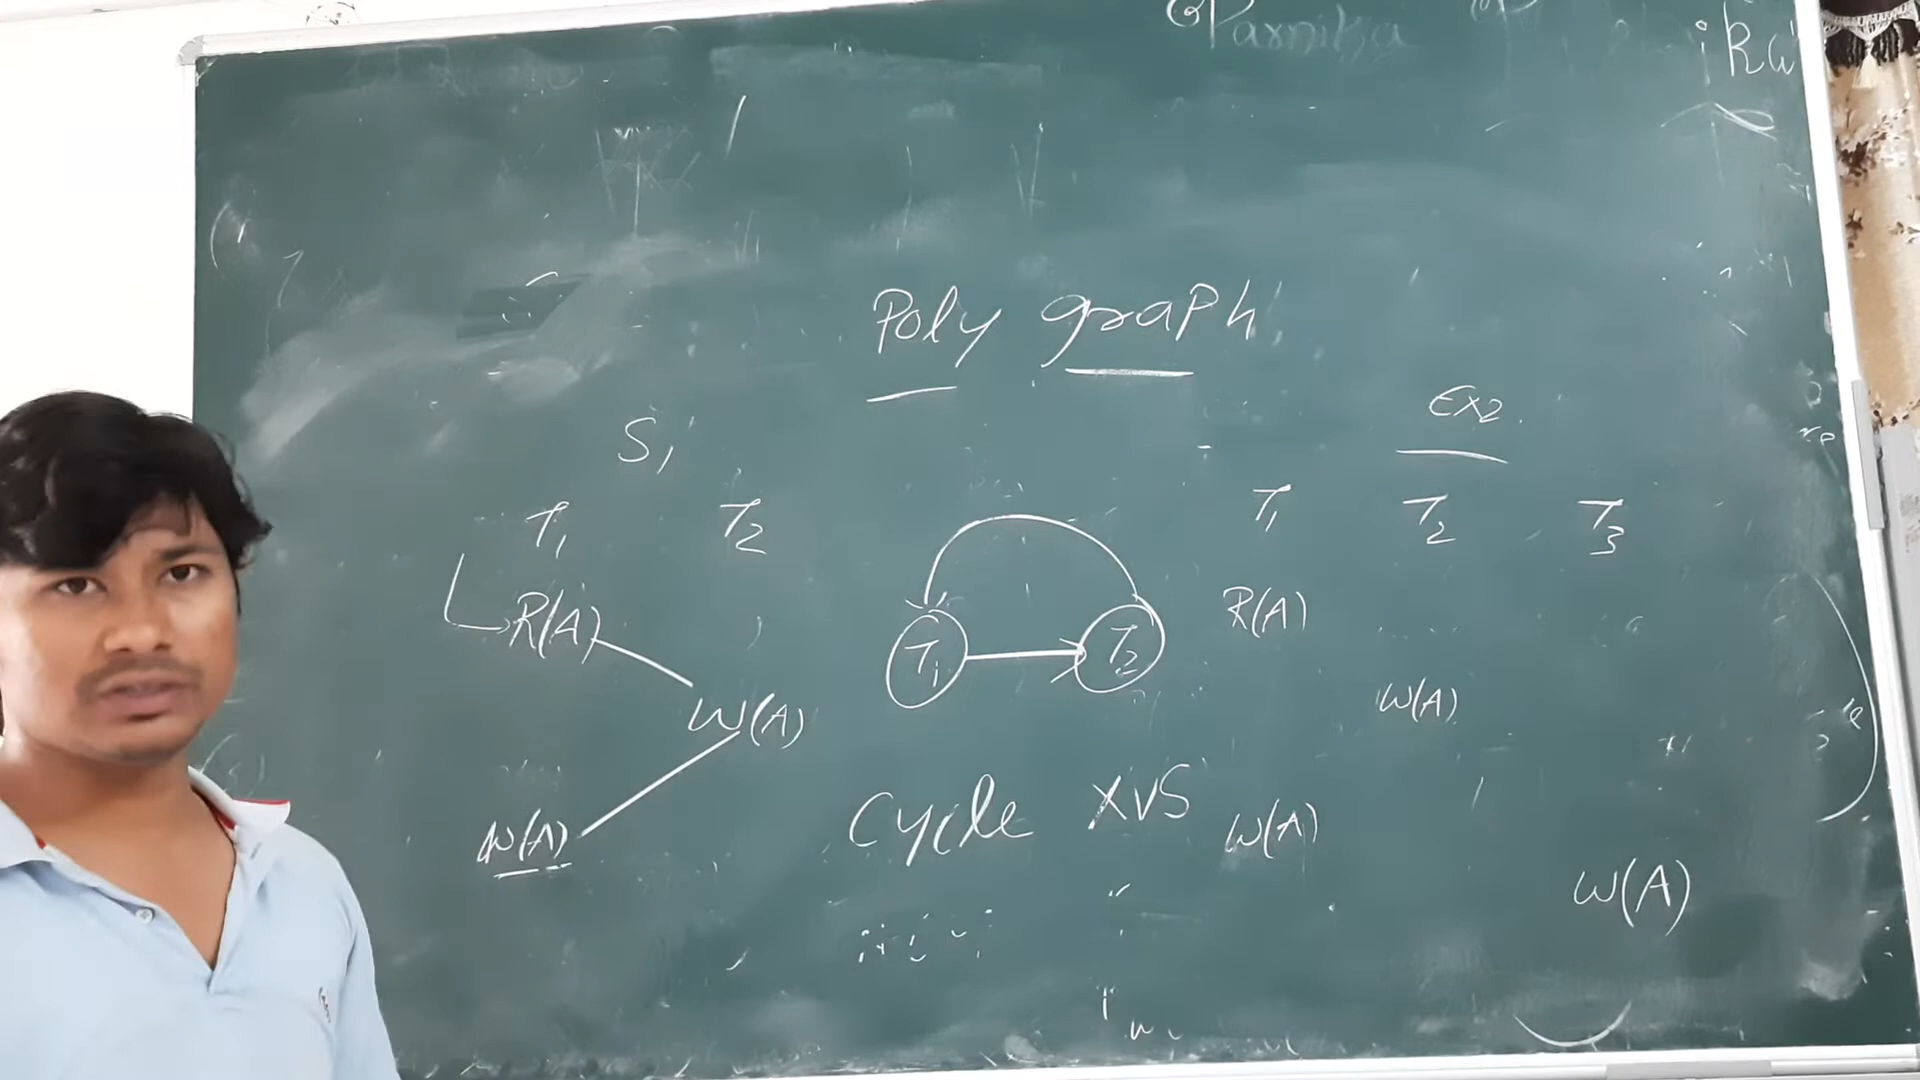 Parnika
Poly graph
S1
T1 T2
R(A)
W(A)
W(A)
T1 T2
Cycle XVS
Ex2.
T1 T2 T3
R(A)
W(A)
W(A)
W(A)